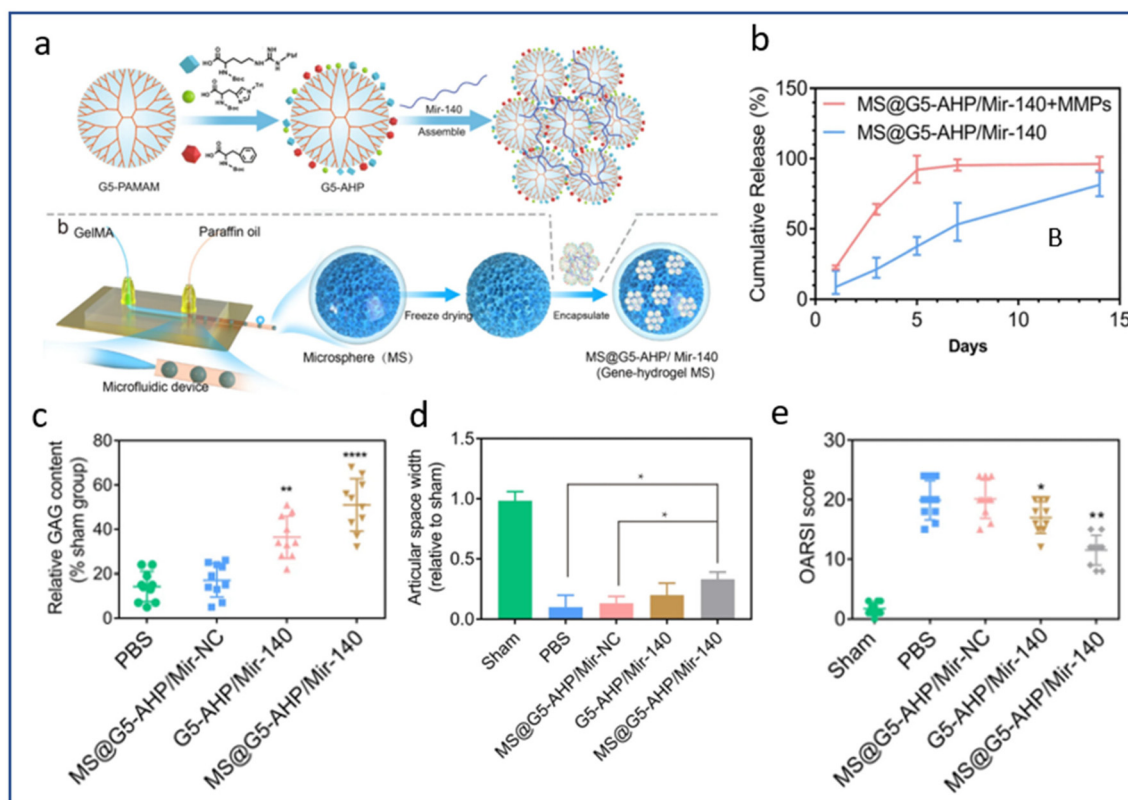 a
G5-PAMAM
G5-AHP
Mir-140
Assemble
b
GelMA
Paraffin oil
Microfluidic device
Microsphere（MS）
Freeze drying
Encapsulate
MS@G5-AHP/ Mir-140
(Gene-hydrogel MS)
b
MS@G5-AHP/Mir-140+MMPs
MS@G5-AHP/Mir-140
Cumulative Release (%)
150
100
50
0
B
0
5
10
15
Days
c
Relative GAG content
(% sham group)
80
60
40
20
0
**
****
PBS
MS@G5-AHP/Mir-NC
G5-AHP/Mir-140
MS@G5-AHP/Mir-140
d
Articular space width
(relative to sham)
1.5
1.0
0.5
0.0
*
*
Sham
PBS
MS@G5-AHP/Mir-NC
G5-AHP/Mir-140
MS@G5-AHP/Mir-140
e
OARSI score
30
20
10
0
*
**
Sham
PBS
MS@G5-AHP/Mir-NC
G5-AHP/Mir-140
MS@G5-AHP/Mir-140